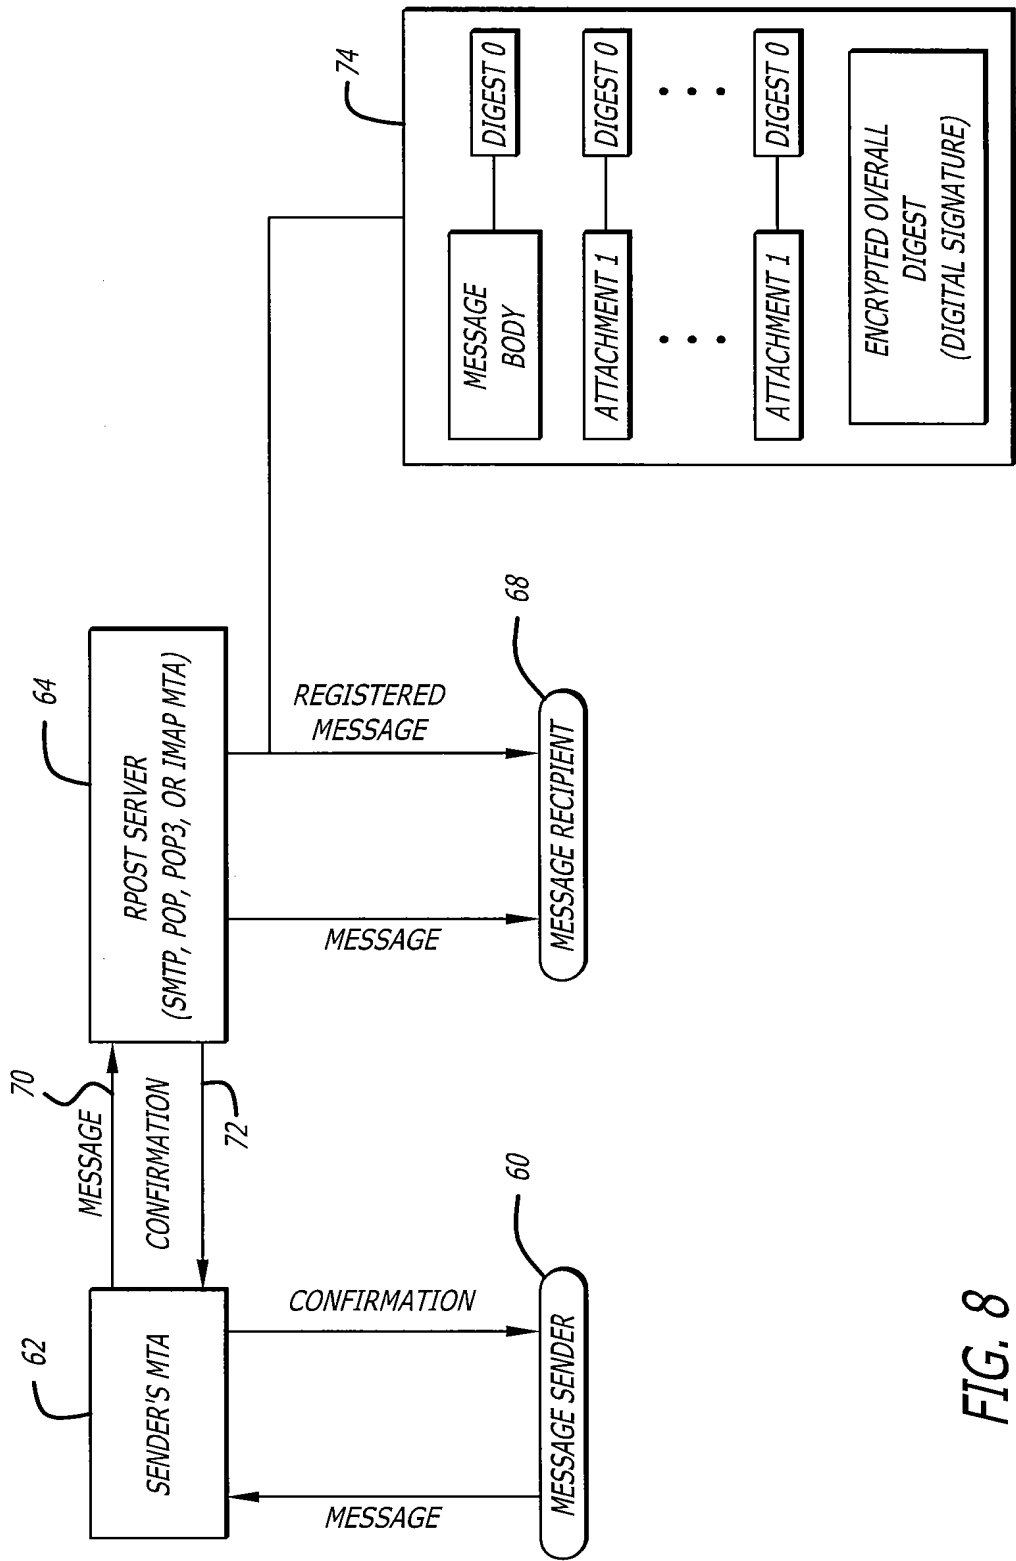 62
SENDER'S MTA
70
MESSAGE
CONFIRMATION
72
64
RPOST SERVER
(SMTP, POP, POP3, OR IMAP MTA)
MESSAGE
CONFIRMATION
MESSAGE
REGISTERED
MESSAGE
60
MESSAGE SENDER
68
MESSAGE RECIPIENT
74
MESSAGE
BODY
DIGEST 0
ATTACHMENT 1
DIGEST 0
ATTACHMENT 1
DIGEST 0
ENCRYPTED OVERALL
DIGEST
(DIGITAL SIGNATURE)
FIG. 8